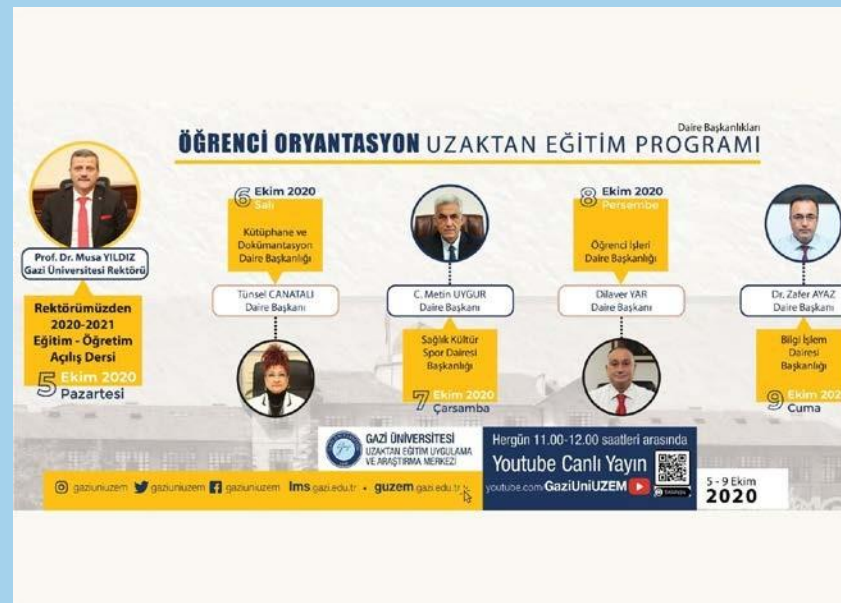 Daire Başkanlıkları
ÖĞRENCİ ORYANTASYON UZAKTAN EĞİTİM PROGRAMI
Prof. Dr. Musa YILDIZ
Gazi Üniversitesi Rektörü
Rektörümüzden
2020-2021
Eğitim - Öğretim
Açılış Dersi
5 Ekim 2020
Pazartesi
6 Ekim 2020
Salı
Kütüphane ve
Dokümantasyon
Daire Başkanlığı
Tünsel CANATALI
Daire Başkanı
C. Metin UYGUR
Daire Başkanı
Sağlık Kültür
Spor Dairesi
Başkanlığı
7 Ekim 2020
Çarsamba
8 Ekim 2020
Persembe
Öğrenci İşleri
Daire Başkanlığı
Dilaver YAR
Daire Başkanı
Dr. Zafer AYAZ
Daire Başkanı
Bilgi İşlem
Dairesi
Başkanlığı
9 Ekim 202
Cuma
GAZİ ÜNİVERSİTESİ
UZAKTAN EĞİTİM UYGULAMA
VE ARAŞTIRMA MERKEZİ
Hergün 11.00-12.00 saatleri arasında
Youtube Canlı Yayın
youtube.com/GaziUniUZEM
gaziuniuzem gaziuniuzem gaziuniuzem lms.gazi.edu.tr • guzem.gazi.edu.tr
5 - 9 Ekim
2020